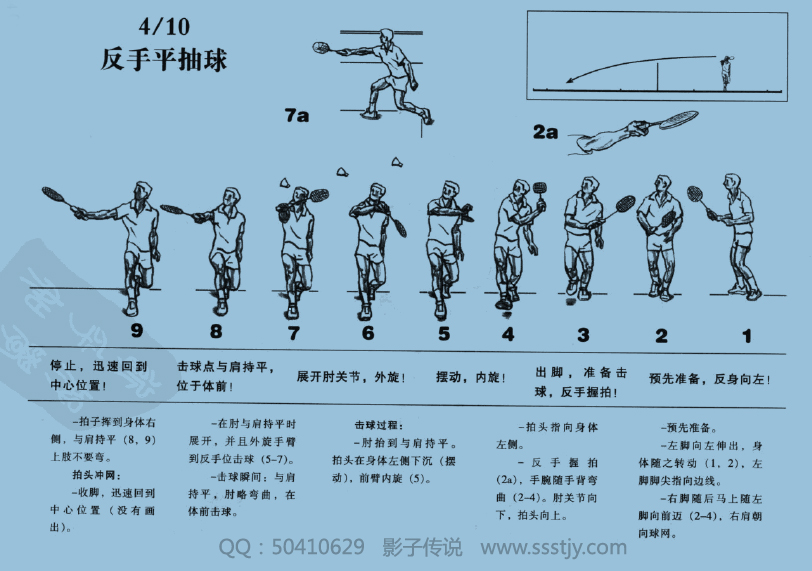 4/10
反手平抽球
7a
2a
9
8
7
6
5
4
3
2
1
停止，迅速回到
中心位置！
击球点与肩持平，
位于体前！
展开肘关节，外旋！
摆动，内旋！
出脚，准备击
球，反手握拍！
预先准备，反身向左！
–拍子挥到身体右
侧，与肩持平（8，9）
上肢不要弯。
拍头冲网：
–收脚，迅速回到
中心位置（没有画
出）。
–在肘与肩持平时
展开，并且外旋手臂
到反手位击球（5–7）。
–击球瞬间：与肩
持平，肘略弯曲，在
体前击球。
击球过程：
–肘抬到与肩持平。
拍头在身体左侧下沉（摆
动），前臂内旋（5）。
–拍头指向身体
左侧。
–反手握拍
(2a)，手腕随手背弯
曲（2–4）。肘关节向
下，拍头向上。
–预先准备。
–左脚向左伸出，身
体随之转动（1，2），左
脚脚尖指向边线。
–右脚随后马上随左
脚向前迈（2–4），右肩朝
向球网。
QQ：50410629 影子传说 www.ssstjy.com